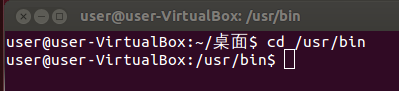 user@user-VirtualBox: /usr/bin
user@user-VirtualBox:~/桌面$ cd /usr/bin
user@user-VirtualBox:/usr/bin$